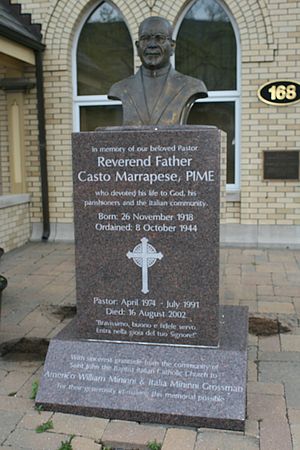 168
In memory of our beloved Pastor
Reverend Father
Casto Marrapese, PIME
who devoted his life to God, his
parishioners and the Italian community.
Born: 26 November 1918
Ordained: 8 October 1944
Pastor: April 1974 - July 1991
Died: 16 August 2002
"Bravissimo, buono e fidele servo.
Entra nella gioia del tuo Signore!"
With sincerest gratitude from the community of
Saint John the Baptist Italian Catholic Church to
Americo William Mininni & Italia Mininni Grossman
For their generosity in making this memorial possible